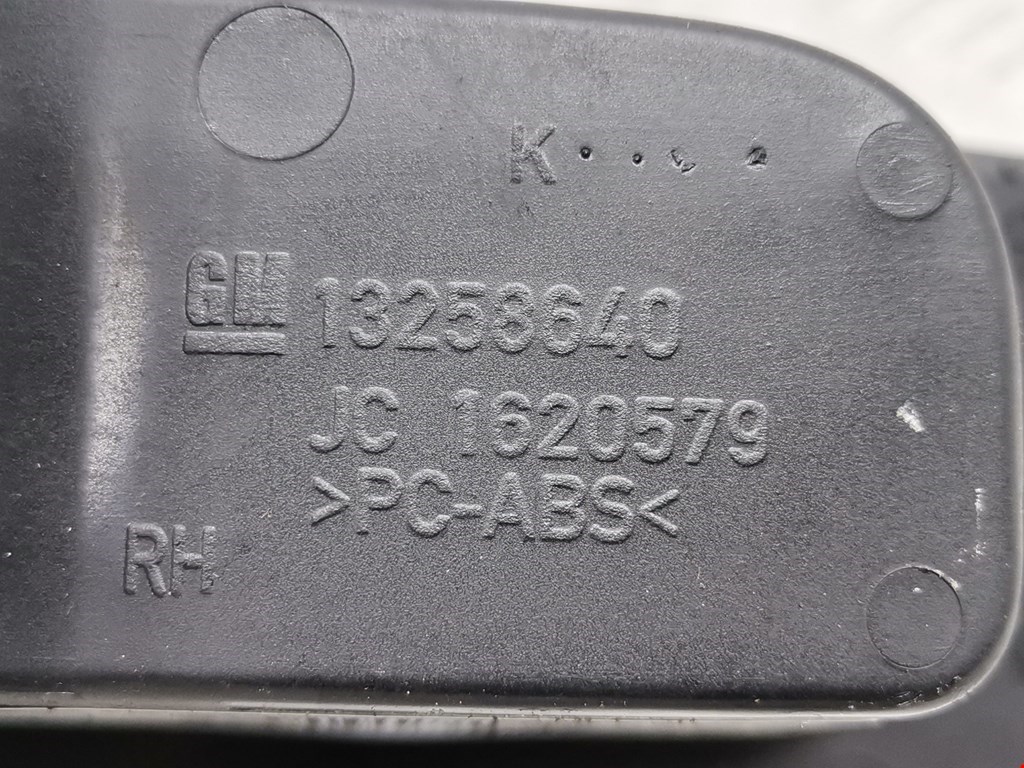 K
GM 13258640
JC 1620579
>PC-ABS<
RH